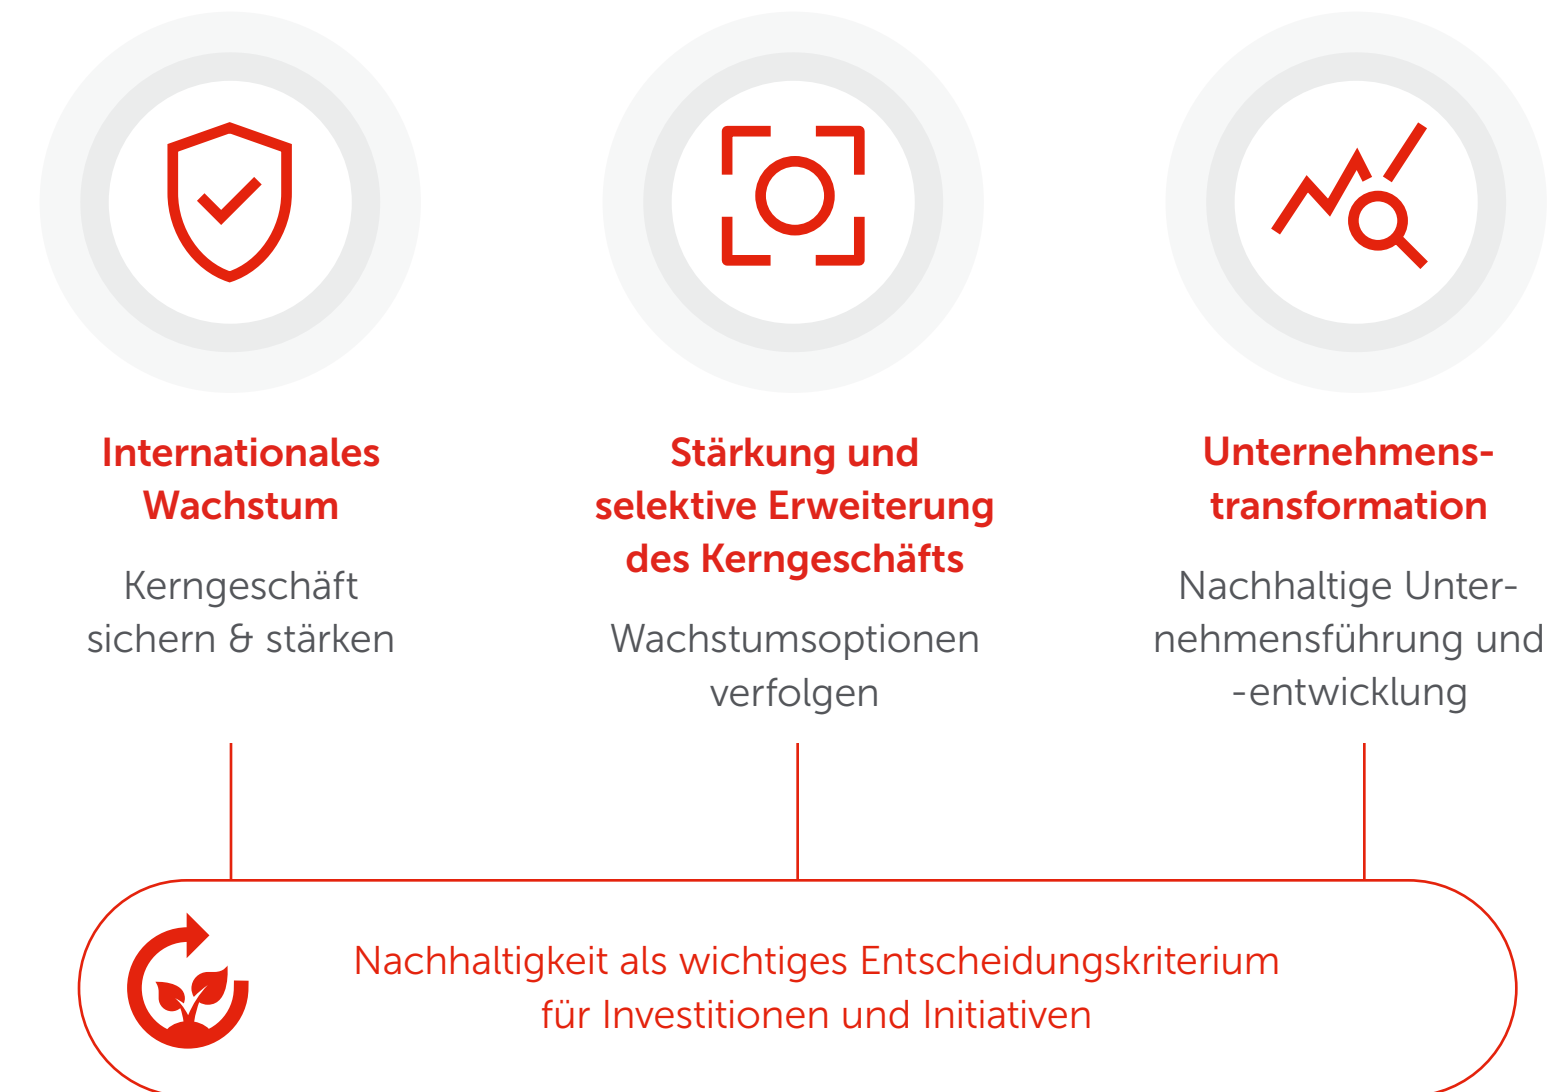 Internationales
Wachstum
Kerngeschäft
sichern & stärken
Stärkung und
selektive Erweiterung
des Kerngeschäfts
Wachstumsoptionen
verfolgen
Unternehmens-
transformation
Nachhaltige Unter-
nehmensführung und
-entwicklung
Nachhaltigkeit als wichtiges Entscheidungskriterium
für Investitionen und Initiativen